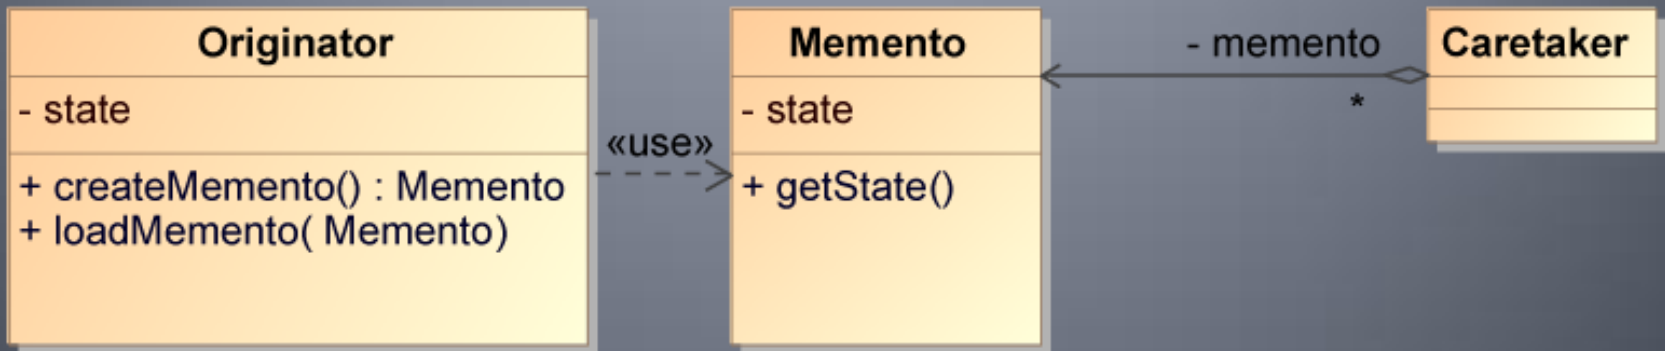 Originator
- state
+ createMemento() : Memento
+ loadMemento( Memento)
«use»
Memento
- state
+ getState()
- memento
*
Caretaker